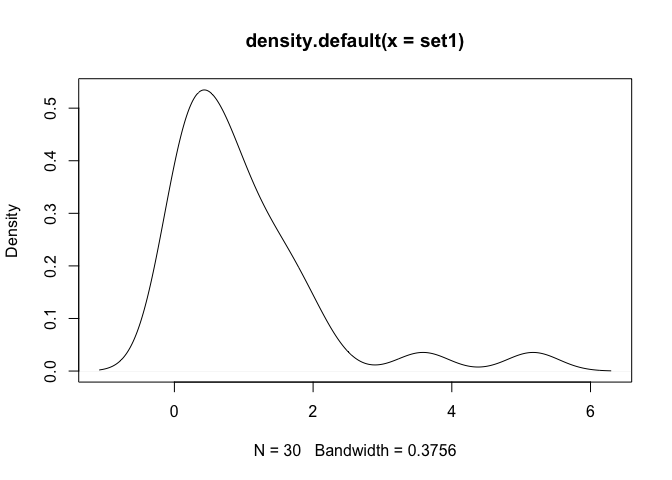 density.default(x = set1)
Density
0.0 0.1 0.2 0.3 0.4 0.5
0 2 4 6
N = 30 Bandwidth = 0.3756